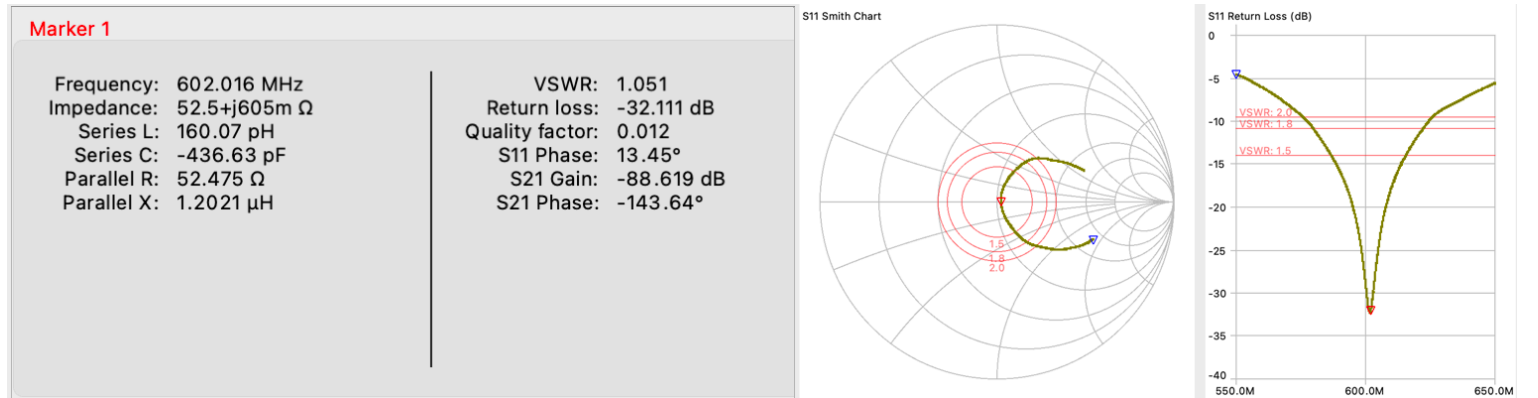 Marker 1
Frequency: 602.016 MHz
Impedance: 52.5+j605m Ω
Series L: 160.07 pH
Series C: -436.63 pF
Parallel R: 52.475 Ω
Parallel X: 1.2021 μH
VSWR: 1.051
Return loss: -32.111 dB
Quality factor: 0.012
S11 Phase: 13.45°
S21 Gain: -88.619 dB
S21 Phase: -143.64°
S11 Smith Chart
1.5
1.8
2.0
S11 Return Loss (dB)
0
-5
VSWR: 2.0
-10
VSWR: 1.8
VSWR: 1.5
-15
-20
-25
-30
-35
-40
550.0M 600.0M 650.0M